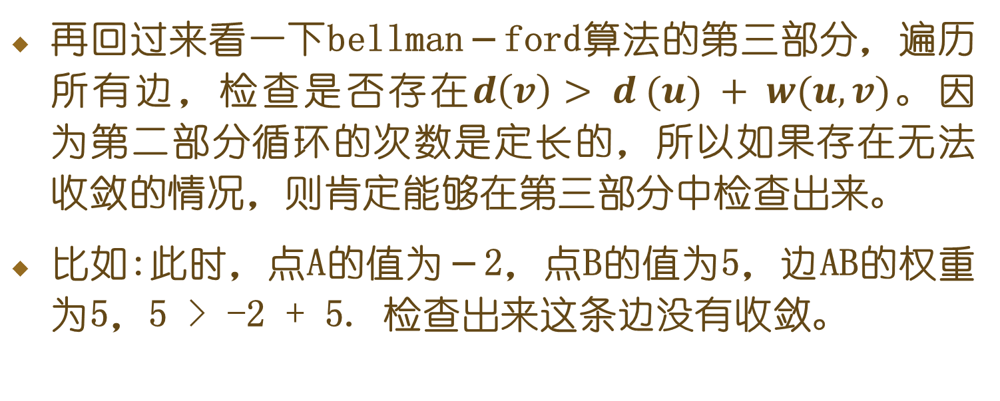 再回过来看一下bellman－ford算法的第三部分，遍历
所有边，检查是否存在d(v) > d (u) + w(u,v)。因
为第二部分循环的次数是定长的，所以如果存在无法
收敛的情况，则肯定能够在第三部分中检查出来。
比如:此时，点A的值为－2，点B的值为5，边AB的权重
为5，5 > -2 + 5. 检查出来这条边没有收敛。